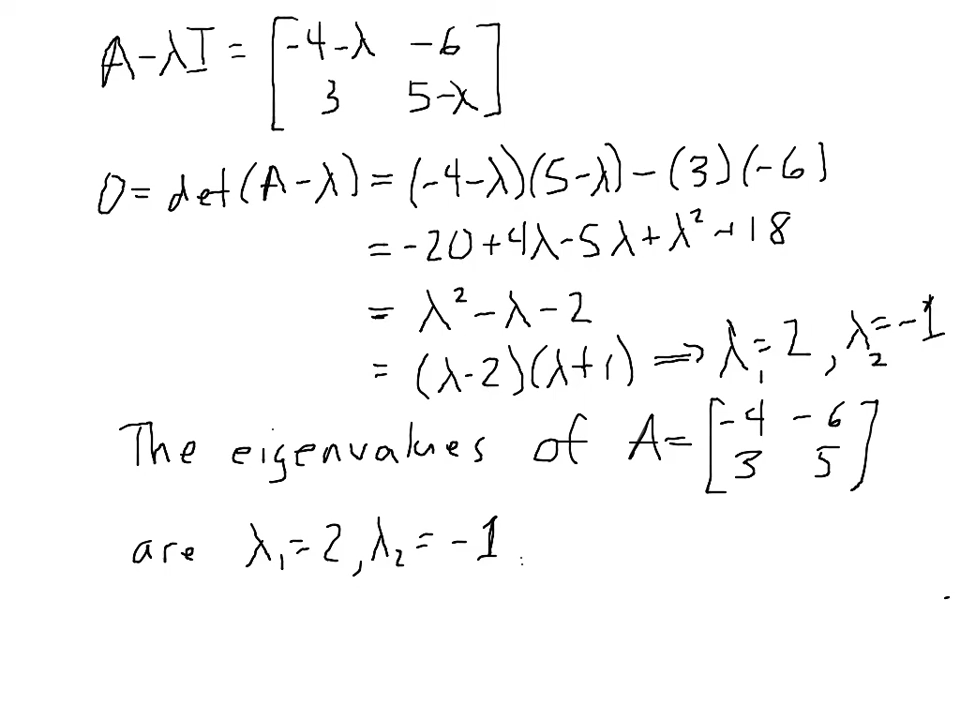 A-λI = [-4-λ -6
3 5-λ]
0 = det(A-λ) = (-4-λ)(5-λ) - (3)(-6)
= -20+4λ-5λ+λ²+18
= λ²-λ-2
= (λ-2)(λ+1) ⟹ λ₁=2, λ₂=-1
The eigenvalues of A = [-4 -6
3 5]
are λ₁=2, λ₂=-1.